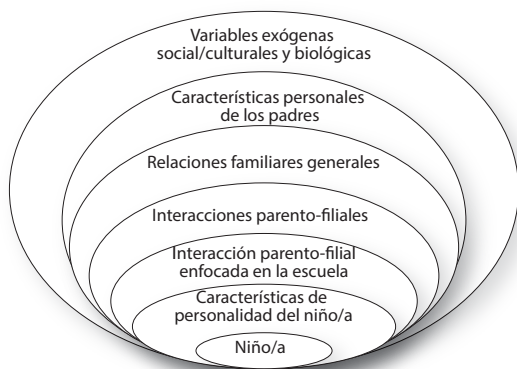 Variables exógenas
social/culturales y biológicas
Características personales
de los padres
Relaciones familiares generales
Interacciones parento-filiales
Interacción parento-filial
enfocada en la escuela
Características de
personalidad del niño/a
Niño/a